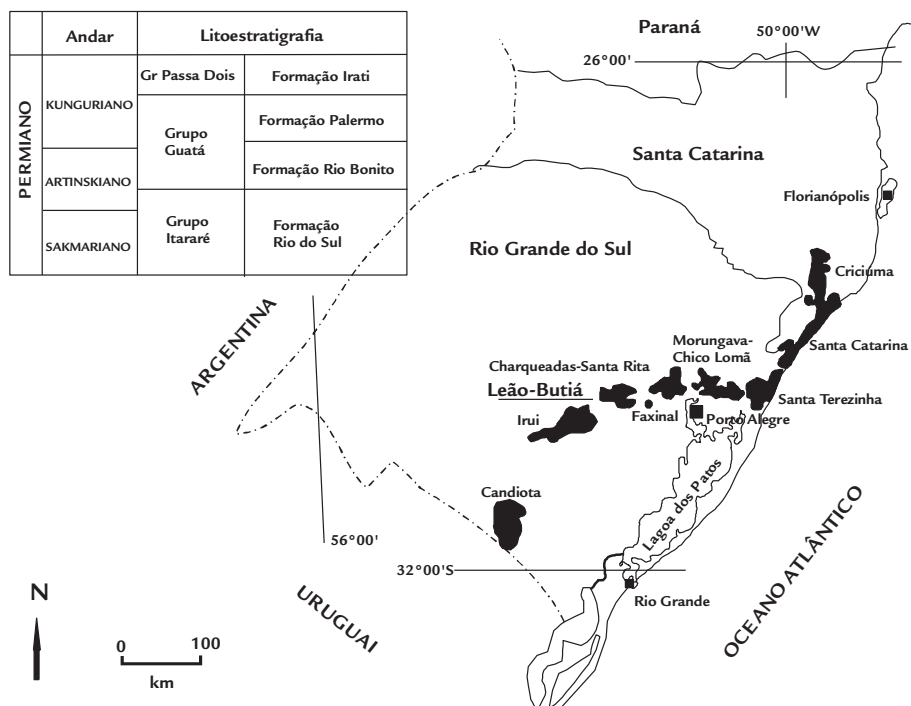 Andar
Litoestratigrafia
PERMIANO
KUNGURIANO
ARTINSKIANO
SAKMARIANO
Gr Passa Dois
Grupo
Guatá
Grupo
Itararé
Formação Irati
Formação Palermo
Formação Rio Bonito
Formação
Rio do Sul
Paraná
50°00'W
26°00'
Santa Catarina
Florianópolis
Rio Grande do Sul
Criciuma
ARGENTINA
Santa Catarina
Morungava-
Chico Lomã
Charqueadas-Santa Rita
Leão-Butiá
Santa Terezinha
Irui
Faxinal
Porto Alegre
Candiota
Lagoa dos Patos
56°00'
32°00'S
Rio Grande
OCEANO ATLÂNTICO
URUGUAI
N
0
100
km